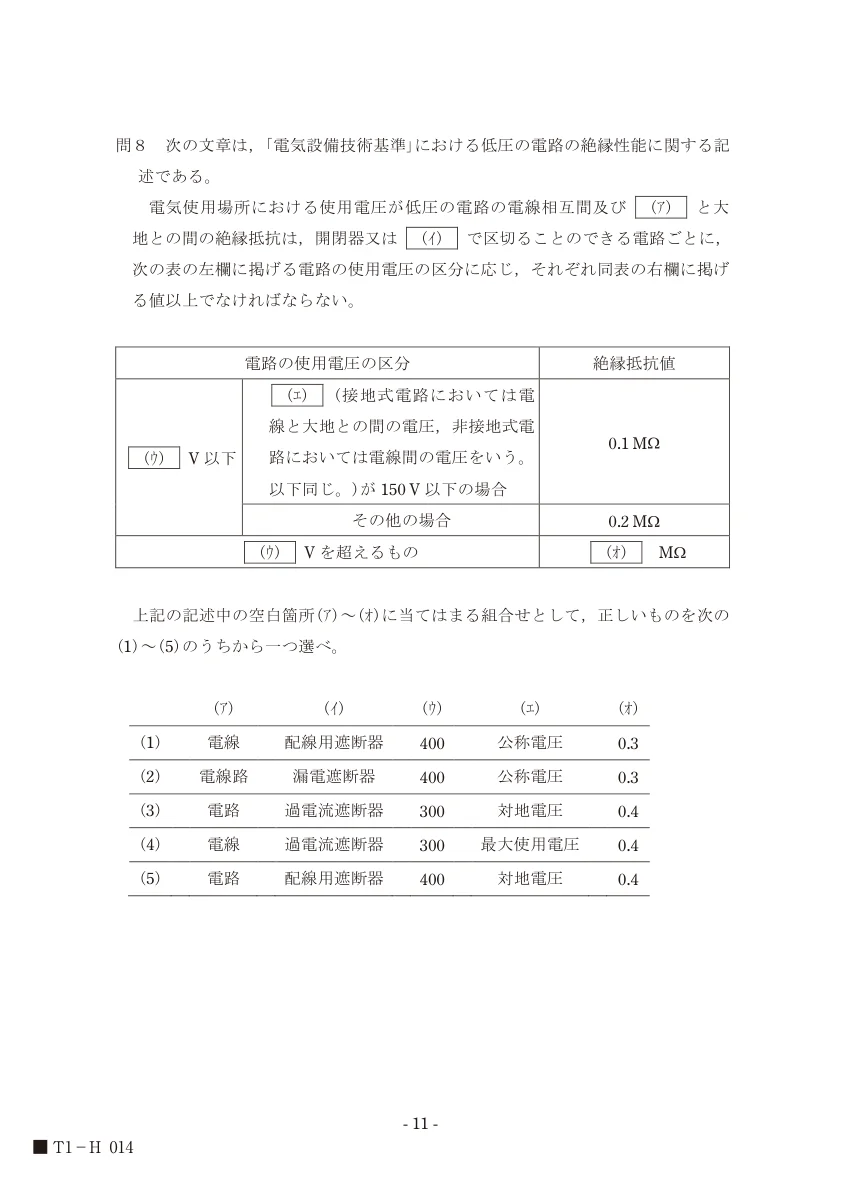 問8 次の文章は,「電気設備技術基準」における低圧の電路の絶縁性能に関する記
述である。
電気使用場所における使用電圧が低圧の電路の電線相互間及び (ア) と大
地との間の絶縁抵抗は,開閉器又は (イ) で区切ることのできる電路ごとに,
次の表の左欄に掲げる電路の使用電圧の区分に応じ,それぞれ同表の右欄に掲げ
る値以上でなければならない。
電路の使用電圧の区分 絶縁抵抗値
(ウ) V 以下
(エ) (接地式電路においては電
線と大地との間の電圧,非接地式電
路においては電線間の電圧をいう。
以下同じ。)が 150 V 以下の場合
0.1 MΩ
その他の場合 0.2 MΩ
(ウ) V を超えるもの (オ) MΩ
上記の記述中の空白箇所(ア)~(オ)に当てはまる組合せとして,正しいものを次の
(1)~(5)のうちから一つ選べ。
(ア) (イ) (ウ) (エ) (オ)
(1) 電線 配線用遮断器 400 公称電圧 0.3
(2) 電線路 漏電遮断器 400 公称電圧 0.3
(3) 電路 過電流遮断器 300 対地電圧 0.4
(4) 電線 過電流遮断器 300 最大使用電圧 0.4
(5) 電路 配線用遮断器 400 対地電圧 0.4
- 11 -
■ T1-H 014